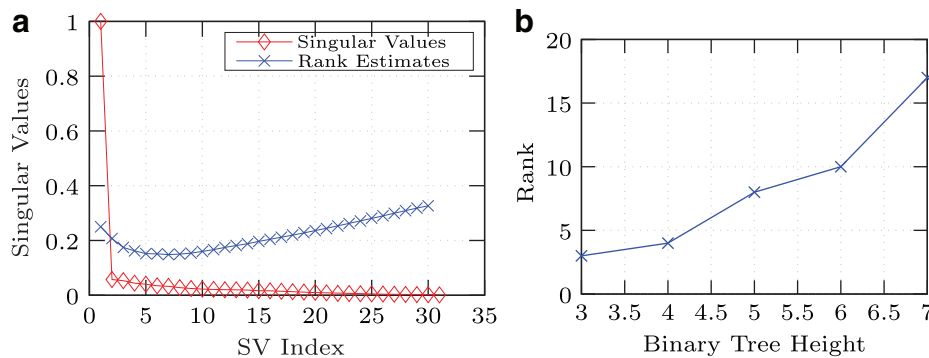 a
Singular Values
1
0.8
0.6
0.4
0.2
0
Singular Values
Rank Estimates
0 5 10 15 20 25 30 35
SV Index
b
Rank
20
15
10
5
0
3 3.5 4 4.5 5 5.5 6 6.5 7
Binary Tree Height